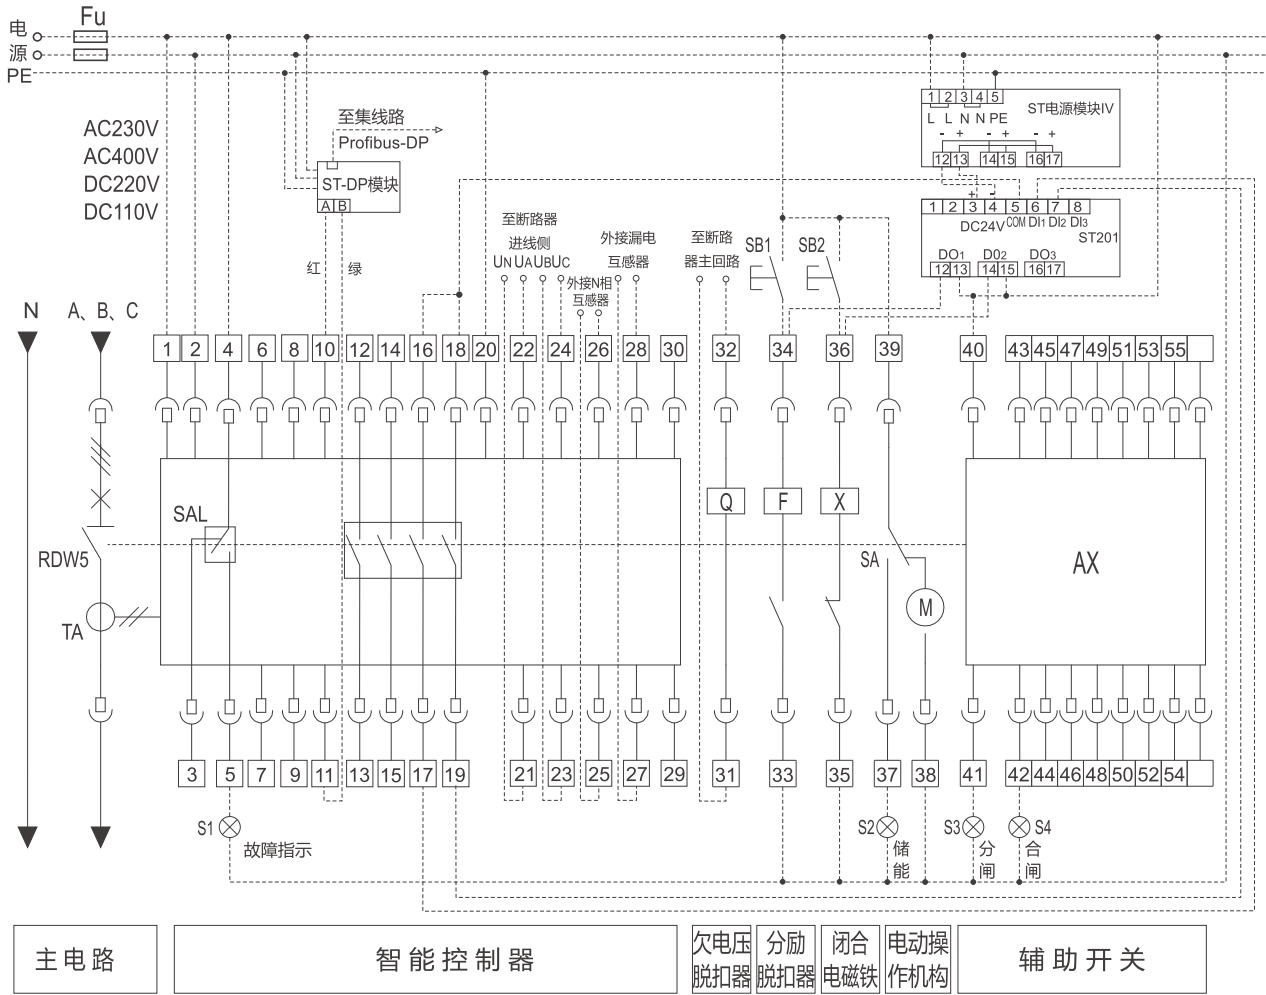 Fu
电
源
PE
AC230V
AC400V
DC220V
DC110V
至集线路
Profibus-DP
ST-DP模块
A B
红 绿
1 2 3 4 5
ST电源模块IV
L L N N PE
- + - + - +
12 13 14 15 16 17
+ -
1 2 3 4 5 6 7 8
DC24V COM DI1 DI2 DI3
ST201
DO1 D02 DO3
12 13 14 15 16 17
至断路器
进线侧
UN UA UB UC
外接N相
互感器
外接漏电
互感器
至断路
器主回路
SB1 SB2
N A、B、C
1 2 4 6 8 10 12 14 16 18 20 22 24 26 28 30 32 34 36 39 40 43 45 47 49 51 53 55
Q F X
SAL
RDW5
SA
AX
M
TA
3 5 7 9 11 13 15 17 19 21 23 25 27 29 31 33 35 37 38 41 42 44 46 48 50 52 54
S1 S2 S3 S4
故障指示
储能
分闸
合闸
主电路
智能控制器
欠电压
脱扣器
分励
脱扣器
闭合
电磁铁
电动操
作机构
辅助开关